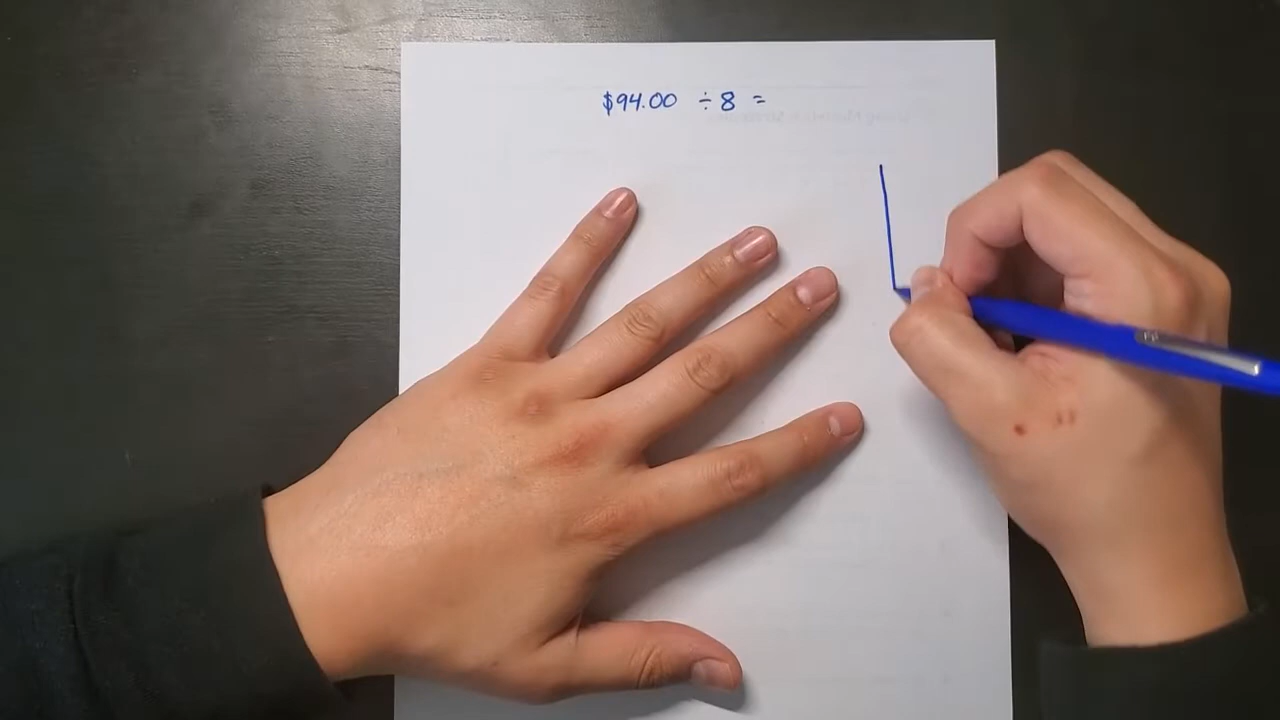 $94.00 ÷ 8 =